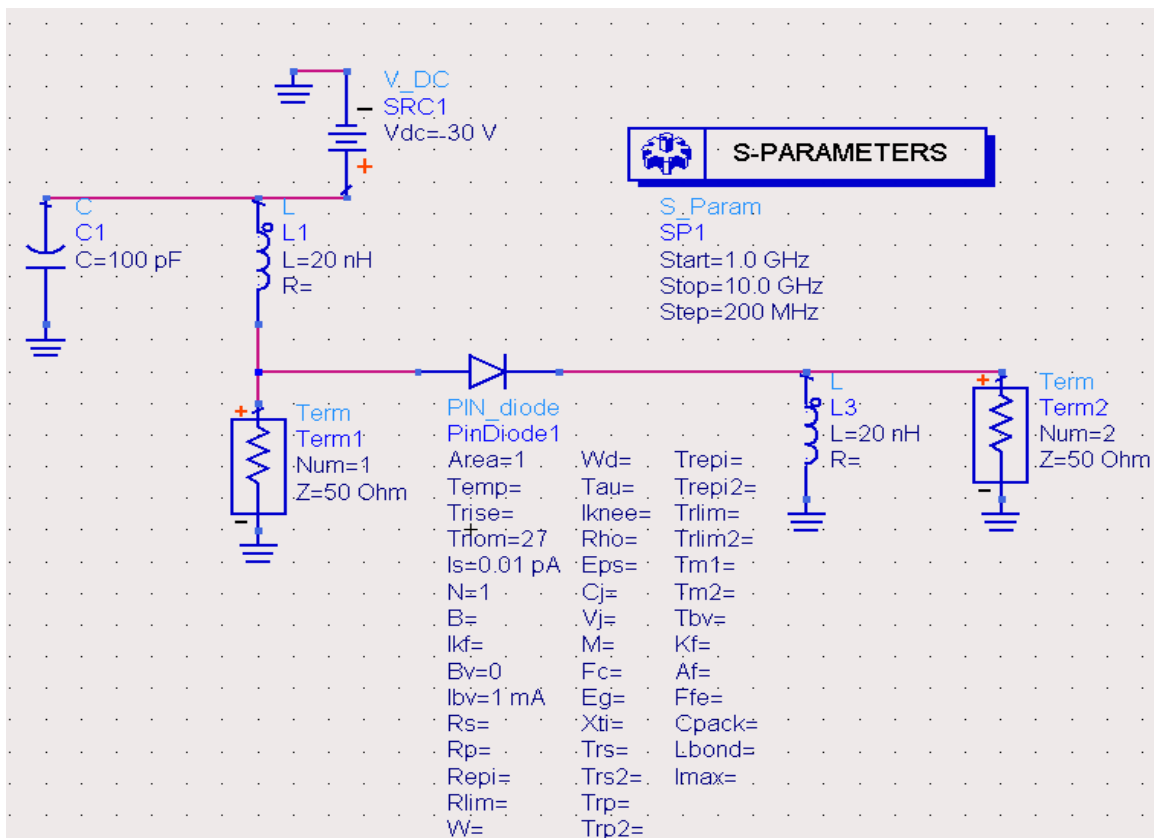 V_DC
SRC1
Vdc=-30 V
S-PARAMETERS
S_Param
SP1
Start=1.0 GHz
Stop=10.0 GHz
Step=200 MHz
C
C1
C=100 pF
L
L1
L=20 nH
R=
Term
Term1
Num=1
Z=50 Ohm
PIN_diode
PinDiode1
Area=1
Temp=
Trise=
Tnom=27
Is=0.01 pA
N=1
B=
Ikf=
Bv=0
Ibv=1 mA
Rs=
Rp=
Repi=
Rlim=
W=
Wd=
Tau=
Iknee=
Rho=
Eps=
Cj=
Vj=
M=
Fc=
Eg=
Xti=
Trs=
Trs2=
Trp=
Trp2=
Trepi=
Trepi2=
Trlim=
Trlim2=
Tm1=
Tm2=
Tbv=
Kf=
Af=
Ffe=
Cpack=
Lbond=
Imax=
L
L3
L=20 nH
R=
Term
Term2
Num=2
Z=50 Ohm